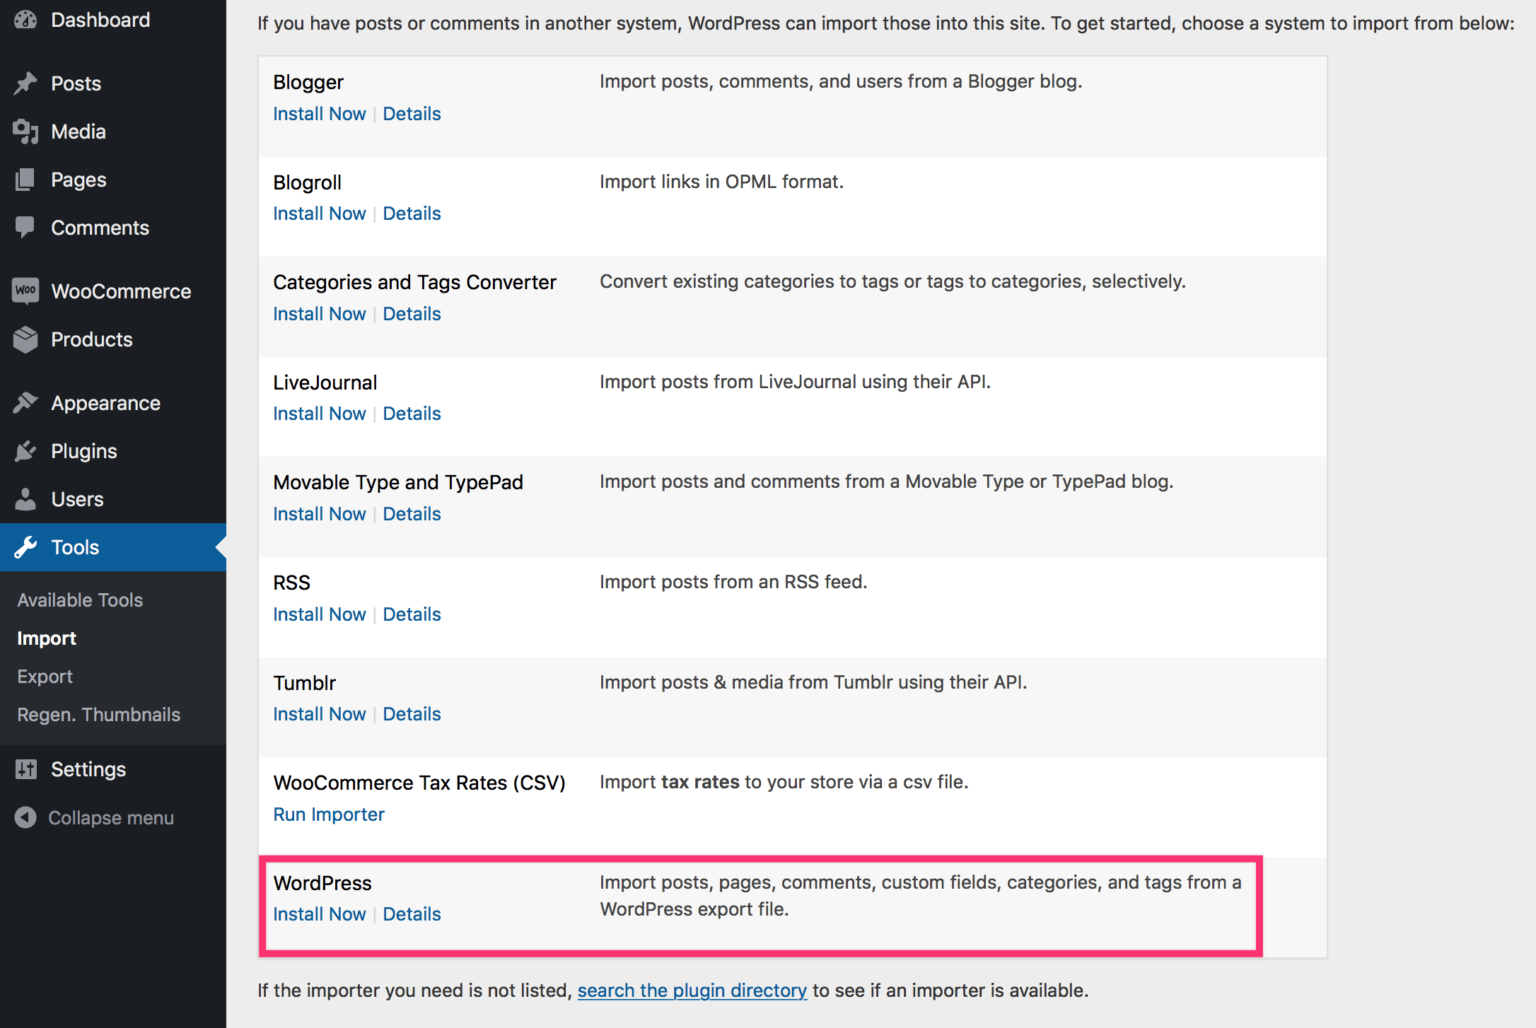 Dashboard
Posts
Media
Pages
Comments
Woo WooCommerce
Products
Appearance
Plugins
Users
Tools
Available Tools
Import
Export
Regen. Thumbnails
Settings
Collapse menu
If you have posts or comments in another system, WordPress can import those into this site. To get started, choose a system to import from below:
Blogger Import posts, comments, and users from a Blogger blog.
Install Now | Details
Blogroll Import links in OPML format.
Install Now | Details
Categories and Tags Converter Convert existing categories to tags or tags to categories, selectively.
Install Now | Details
LiveJournal Import posts from LiveJournal using their API.
Install Now | Details
Movable Type and TypePad Import posts and comments from a Movable Type or TypePad blog.
Install Now | Details
RSS Import posts from an RSS feed.
Install Now | Details
Tumblr Import posts & media from Tumblr using their API.
Install Now | Details
WooCommerce Tax Rates (CSV) Import tax rates to your store via a csv file.
Run Importer
WordPress Import posts, pages, comments, custom fields, categories, and tags from a
Install Now | Details WordPress export file.
If the importer you need is not listed, search the plugin directory to see if an importer is available.